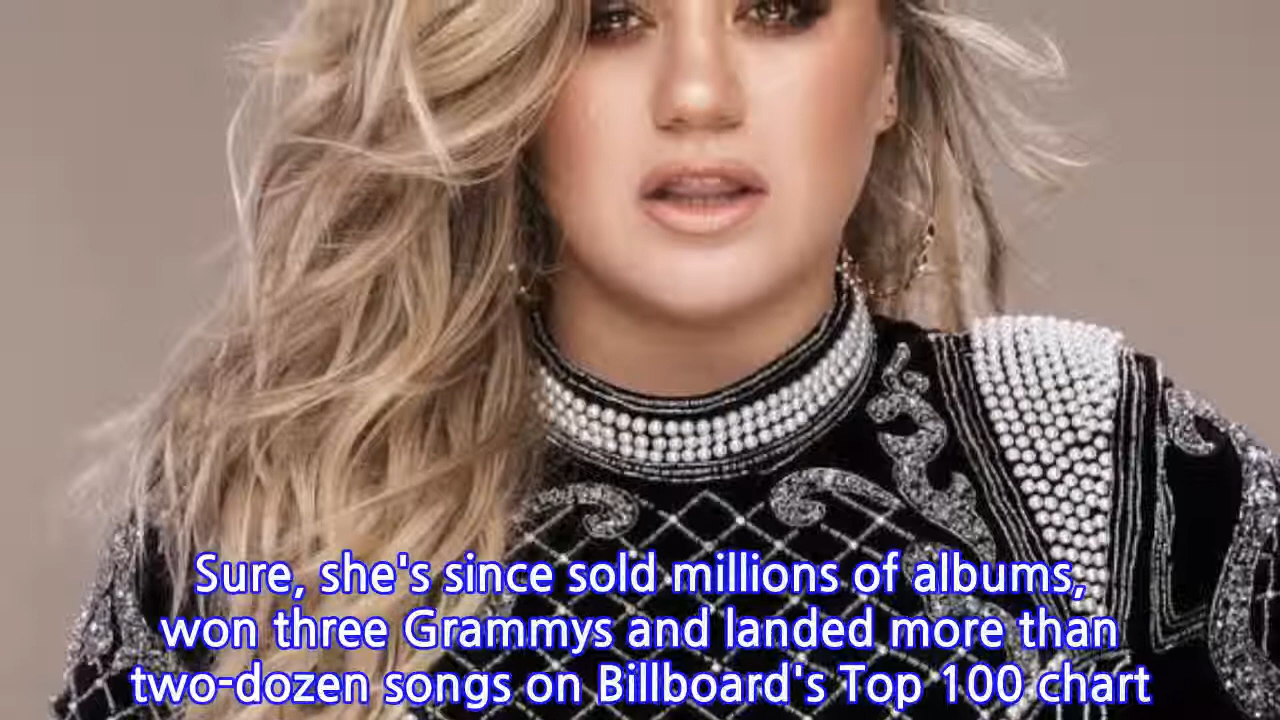 Sure, she's since sold millions of albums,
won three Grammys and landed more than
two-dozen songs on Billboard's Top 100 chart